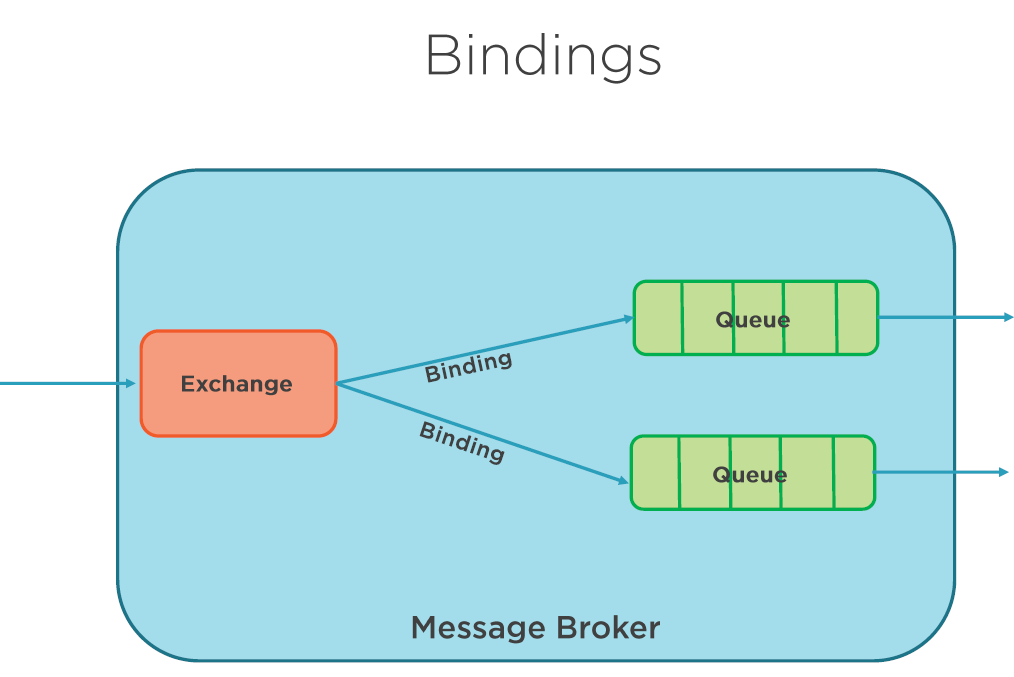 Bindings
Queue
Binding
Exchange
Binding
Queue
Message Broker